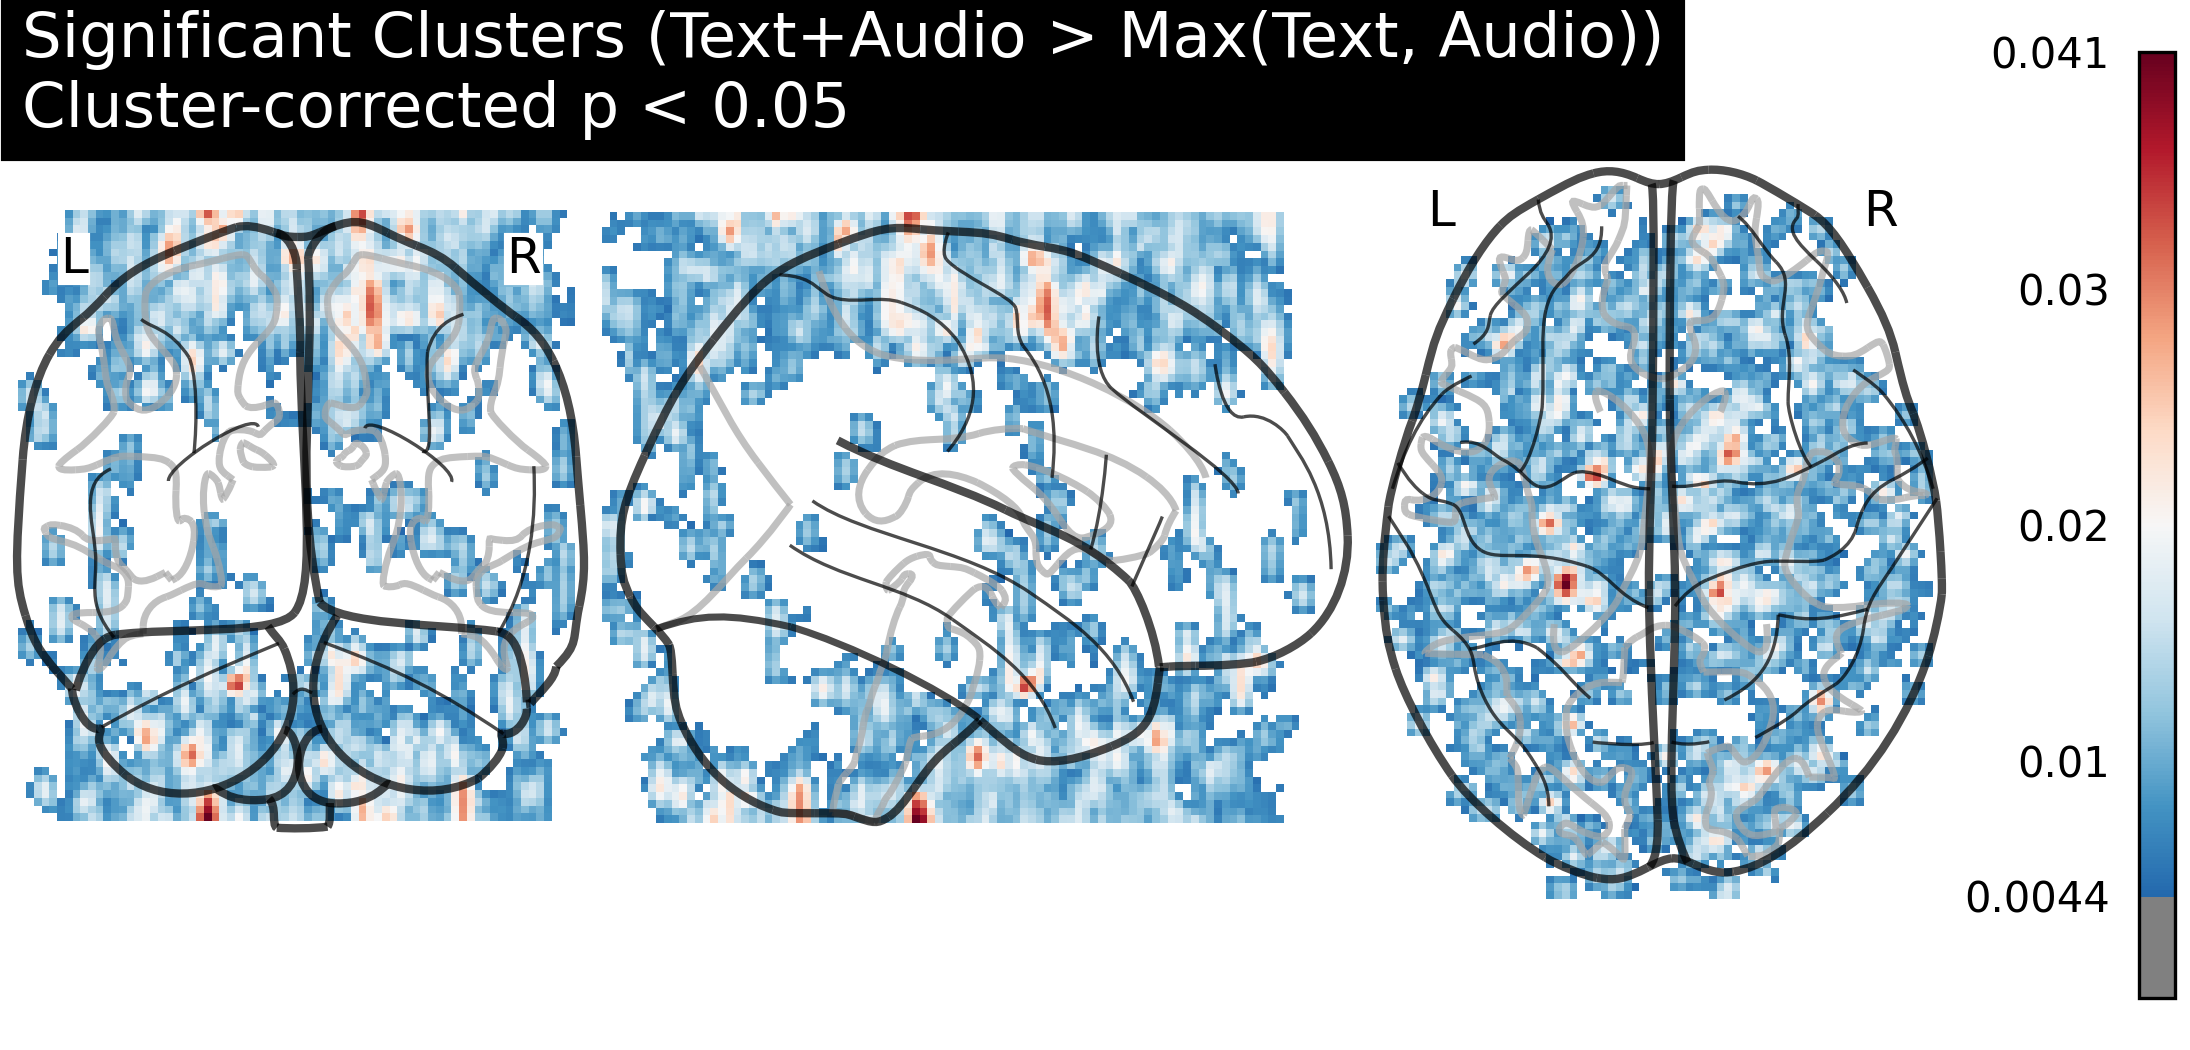 Significant Clusters (Text+Audio > Max(Text, Audio))
Cluster-corrected p < 0.05
L
R
L
R
0.041
0.03
0.02
0.01
0.0044